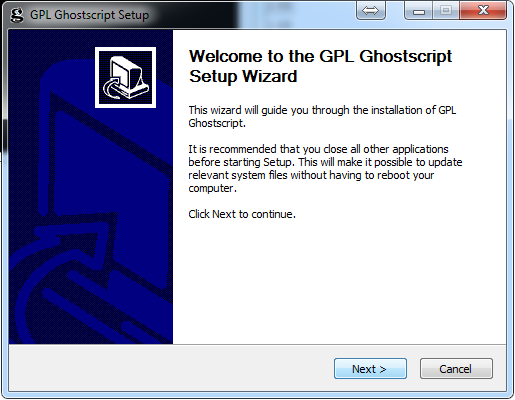 GPL Ghostscript Setup
Welcome to the GPL Ghostscript
Setup Wizard
This wizard will guide you through the installation of GPL
Ghostscript.
It is recommended that you close all other applications
before starting Setup. This will make it possible to update
relevant system files without having to reboot your
computer.
Click Next to continue.
Next >
Cancel